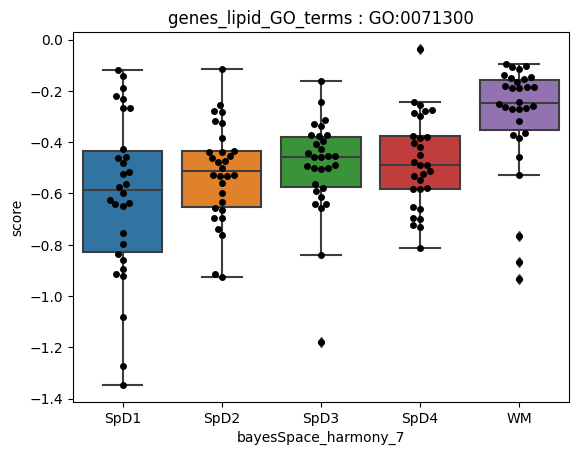 genes_lipid_GO_terms : GO:0071300
0.0
−0.2
−0.4
−0.6
−0.8
−1.0
−1.2
−1.4
score
SpD1 SpD2 SpD3 SpD4 WM
bayesSpace_harmony_7